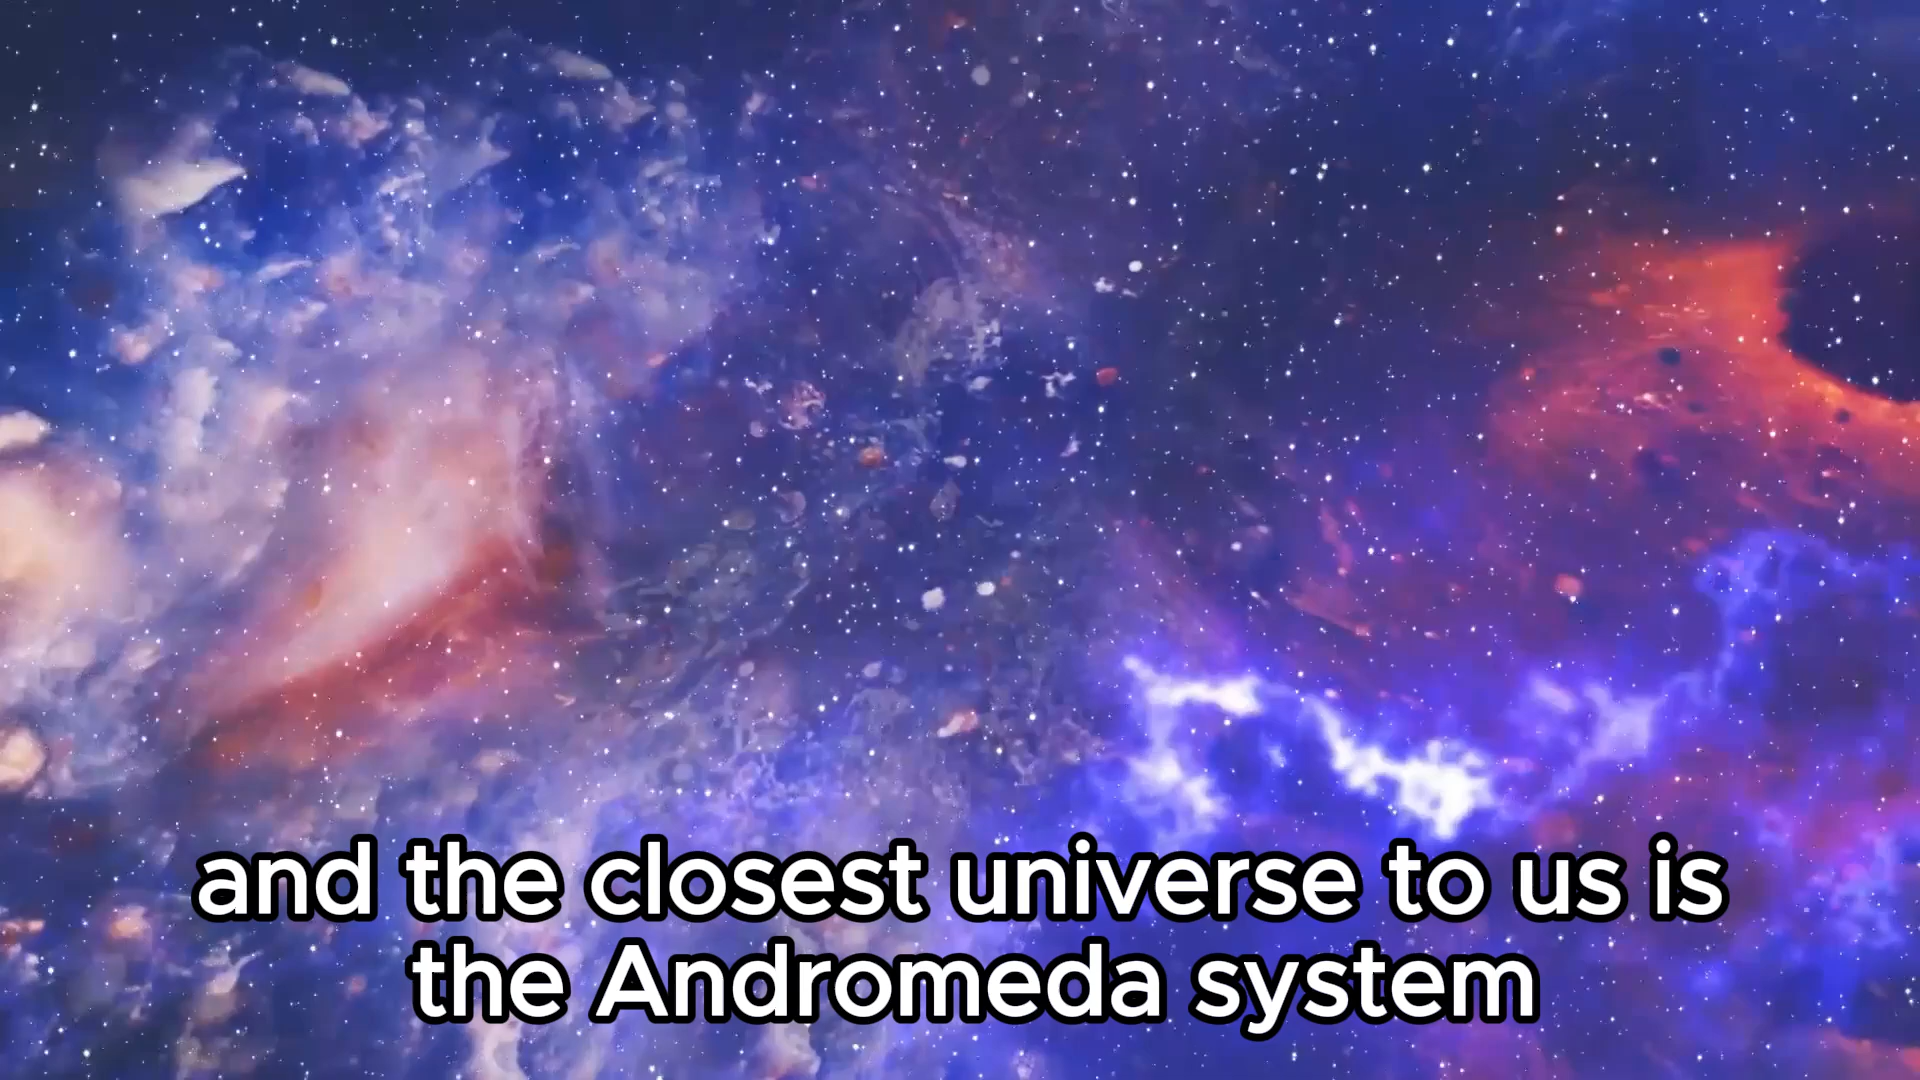 and the closest universe to us is
the Andromeda system